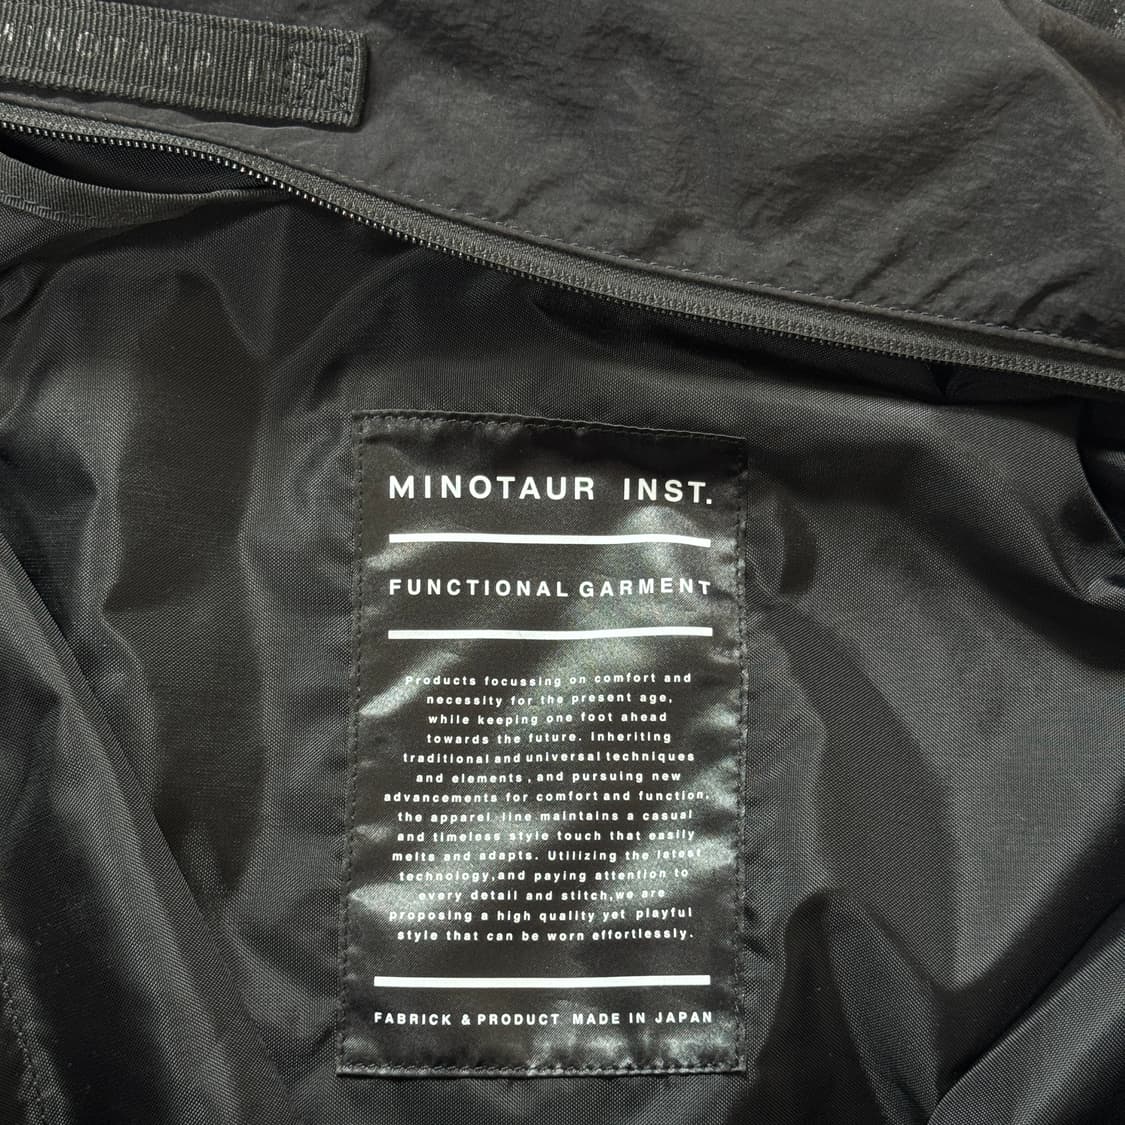 MINOTAUR INST.
MINOTAUR INST.
FUNCTIONAL GARMENT
Products focussing on comfort and
necessity for the present age,
while keeping one foot ahead
towards the future. Inheriting
traditional and universal techniques
and elements, and pursuing new
advancements for comfort and function.
the apparel line maintains a casual
and timeless style touch that easily
melts and adapts. Utilizing the latest
technology,and paying attention to
every detail and stitch,we are
proposing a high quality yet playful
style that can be worn effortlessly.
FABRICK & PRODUCT MADE IN JAPAN